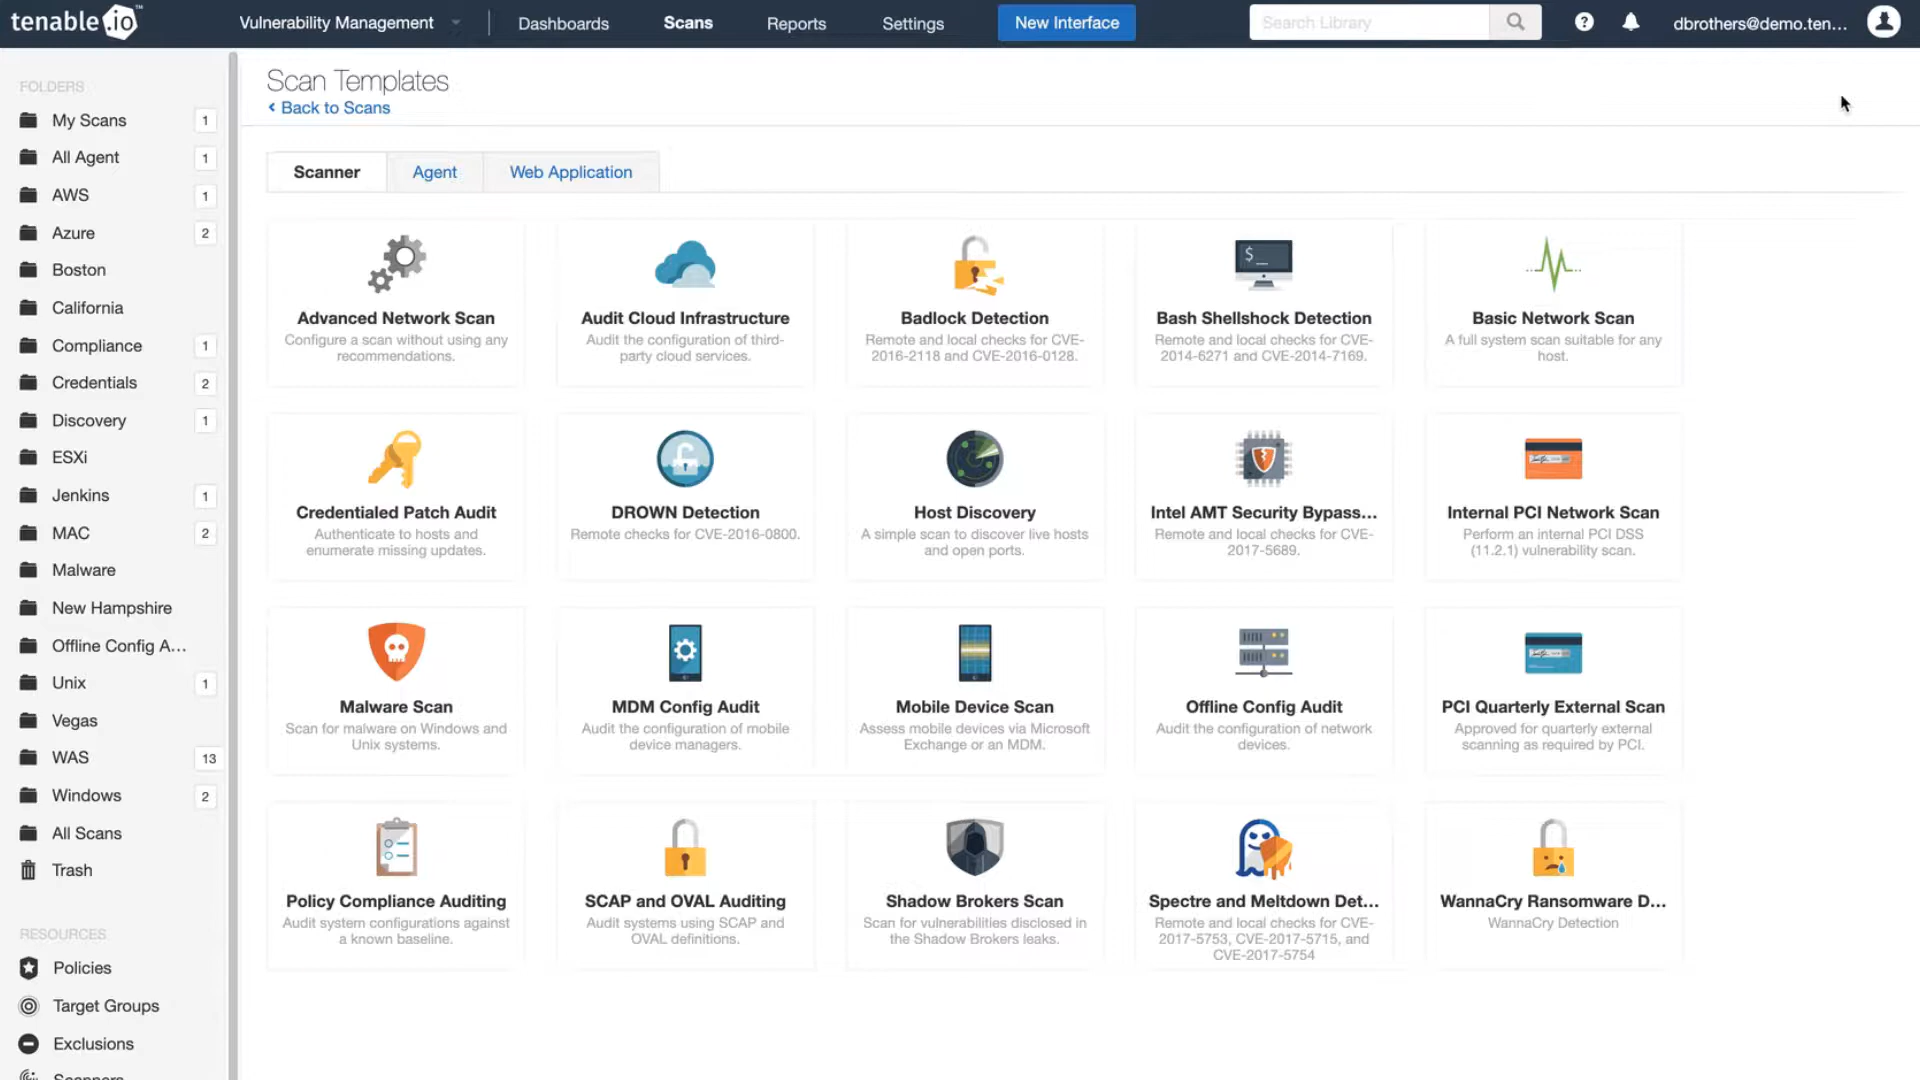 tenable.io™
Vulnerability Management
Dashboards
Scans
Reports
Settings
New Interface
Search Library
dbrothers@demo.ten...
FOLDERS
My Scans 1
All Agent 1
AWS 1
Azure 2
Boston
California
Compliance 1
Credentials 2
Discovery 1
ESXi
Jenkins 1
MAC 2
Malware
New Hampshire
Offline Config A...
Unix 1
Vegas
WAS 13
Windows 2
All Scans
Trash
RESOURCES
Policies
Target Groups
Exclusions
Scanners
Scan Templates
Back to Scans
Scanner
Agent
Web Application
Advanced Network Scan
Configure a scan without using any
recommendations.
Audit Cloud Infrastructure
Audit the configuration of third-
party cloud services.
Badlock Detection
Remote and local checks for CVE-
2016-2118 and CVE-2016-0128.
$_
Bash Shellshock Detection
Remote and local checks for CVE-
2014-6271 and CVE-2014-7169.
Basic Network Scan
A full system scan suitable for any
host.
Credentialed Patch Audit
Authenticate to hosts and
enumerate missing updates.
DROWN Detection
Remote checks for CVE-2016-0800.
Host Discovery
A simple scan to discover live hosts
and open ports.
Intel AMT Security Bypass...
Remote and local checks for CVE-
2017-5689.
Internal PCI Network Scan
Perform an internal PCI DSS
(11.2.1) vulnerability scan.
Malware Scan
Scan for malware on Windows and
Unix systems.
MDM Config Audit
Audit the configuration of mobile
device managers.
Mobile Device Scan
Assess mobile devices via Microsoft
Exchange or an MDM.
Offline Config Audit
Audit the configuration of network
devices.
PCI Quarterly External Scan
Approved for quarterly external
scanning as required by PCI.
Policy Compliance Auditing
Audit system configurations against
a known baseline.
SCAP and OVAL Auditing
Audit systems using SCAP and
OVAL definitions.
Shadow Brokers Scan
Scan for vulnerabilities disclosed in
the Shadow Brokers leaks.
Spectre and Meltdown Det...
Remote and local checks for CVE-
2017-5753, CVE-2017-5715, and
CVE-2017-5754
WannaCry Ransomware D...
WannaCry Detection